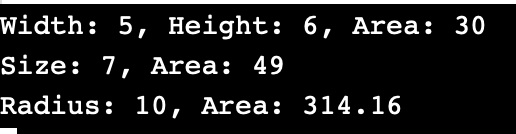 Width: 5, Height: 6, Area: 30
Size: 7, Area: 49
Radius: 10, Area: 314.16